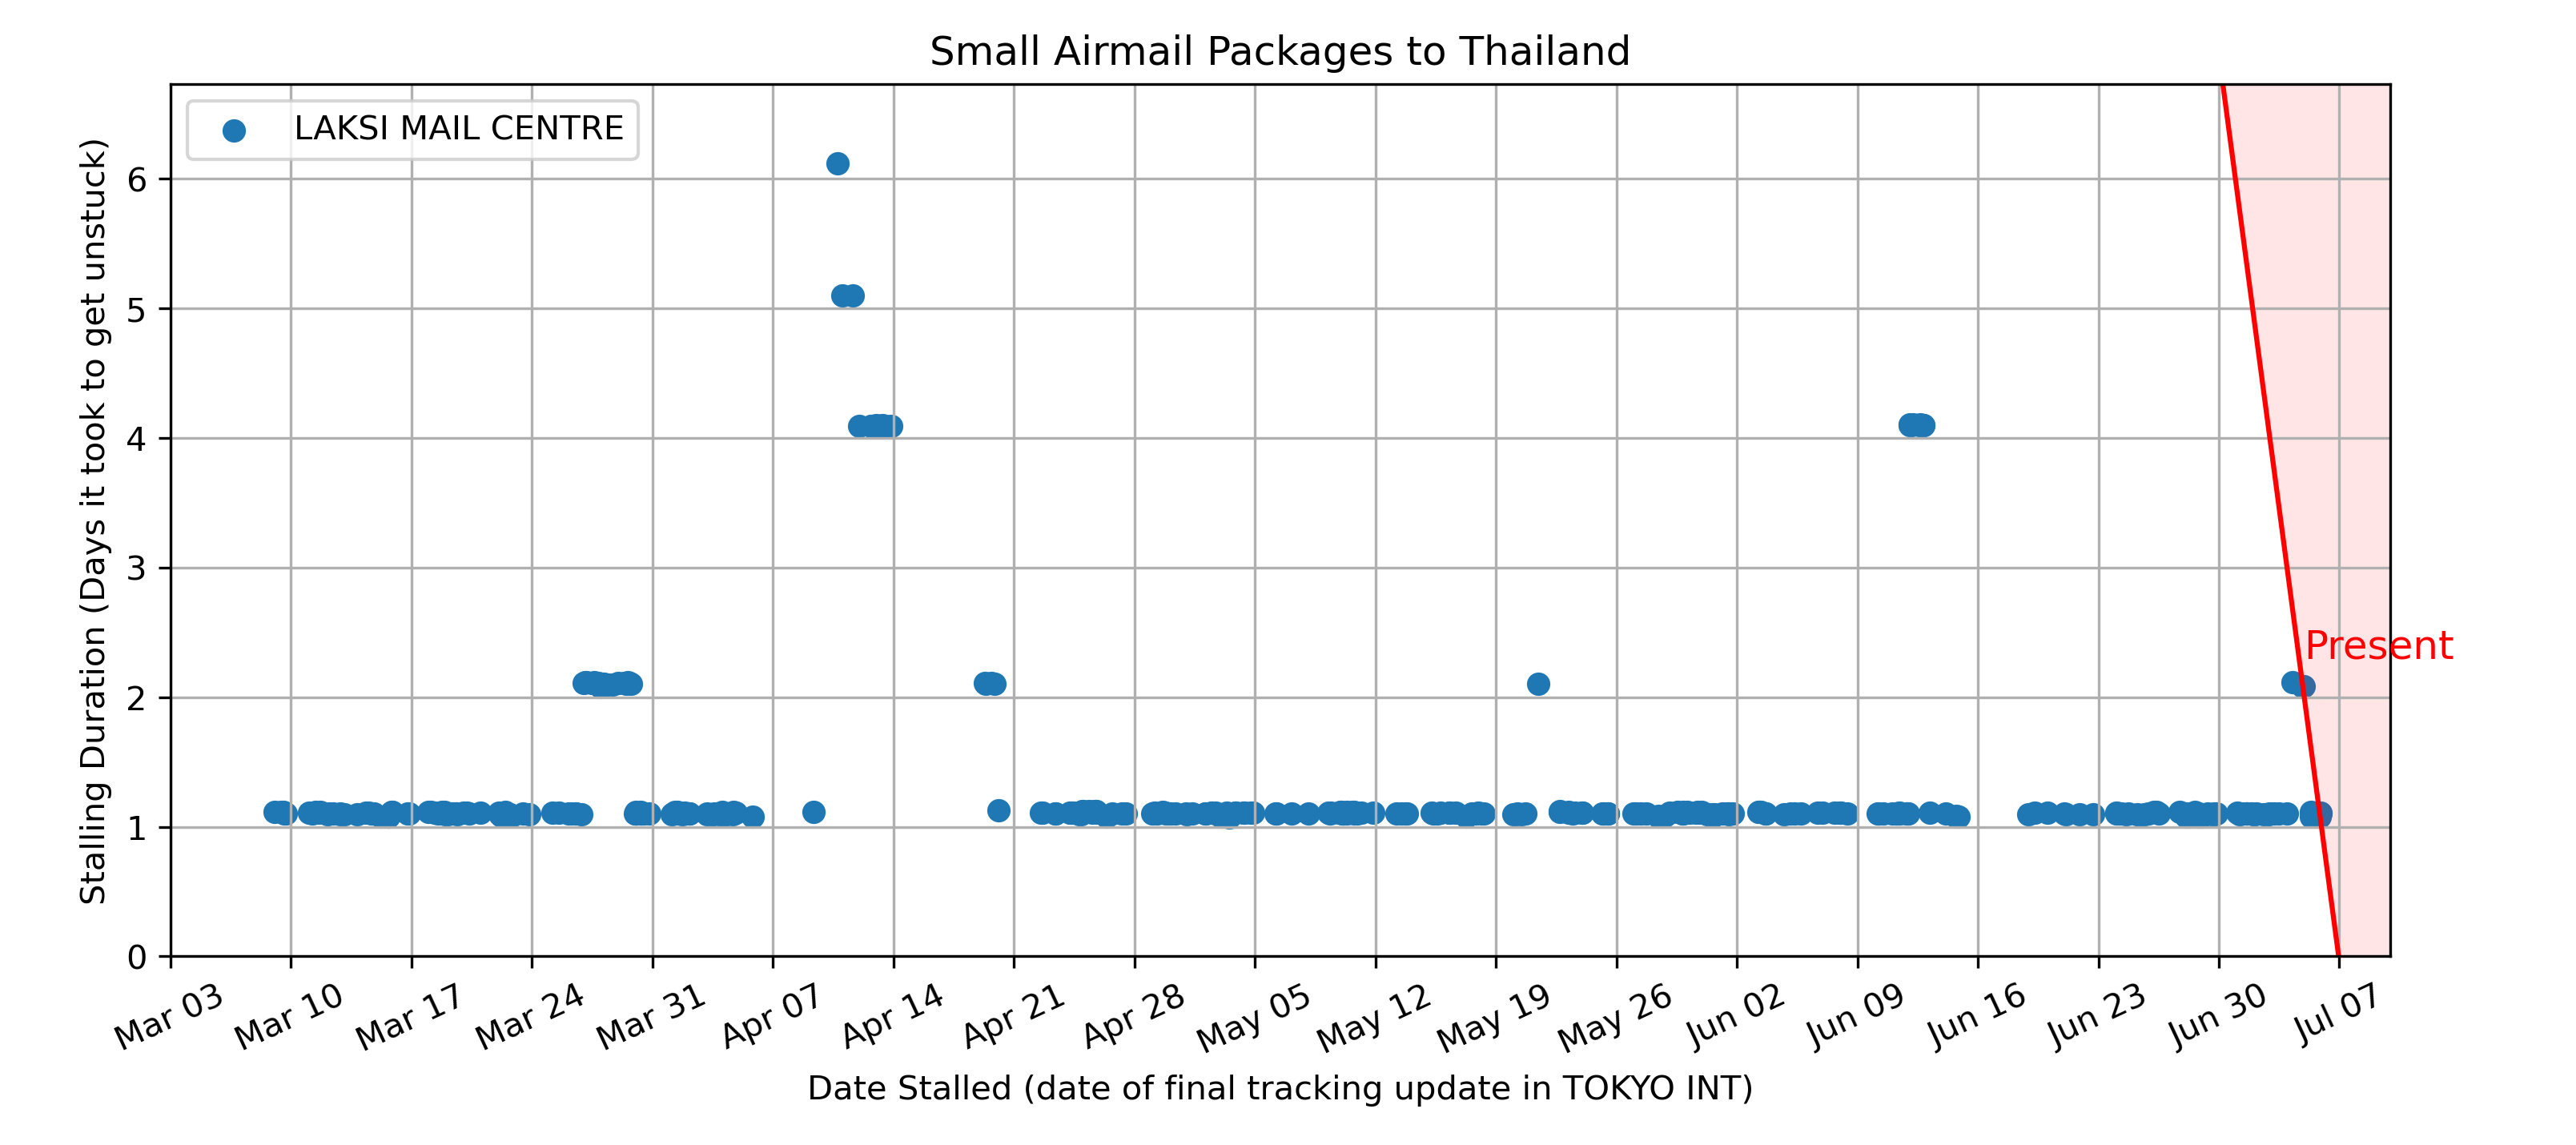 Small Airmail Packages to Thailand
LAKSI MAIL CENTRE
Stalling Duration (Days it took to get unstuck)
6
5
4
3
2
1
0
Present
Mar 03
Mar 10
Mar 17
Mar 24
Mar 31
Apr 07
Apr 14
Apr 21
Apr 28
May 05
May 12
May 19
May 26
Jun 02
Jun 09
Jun 16
Jun 23
Jun 30
Jul 07
Date Stalled (date of final tracking update in TOKYO INT)